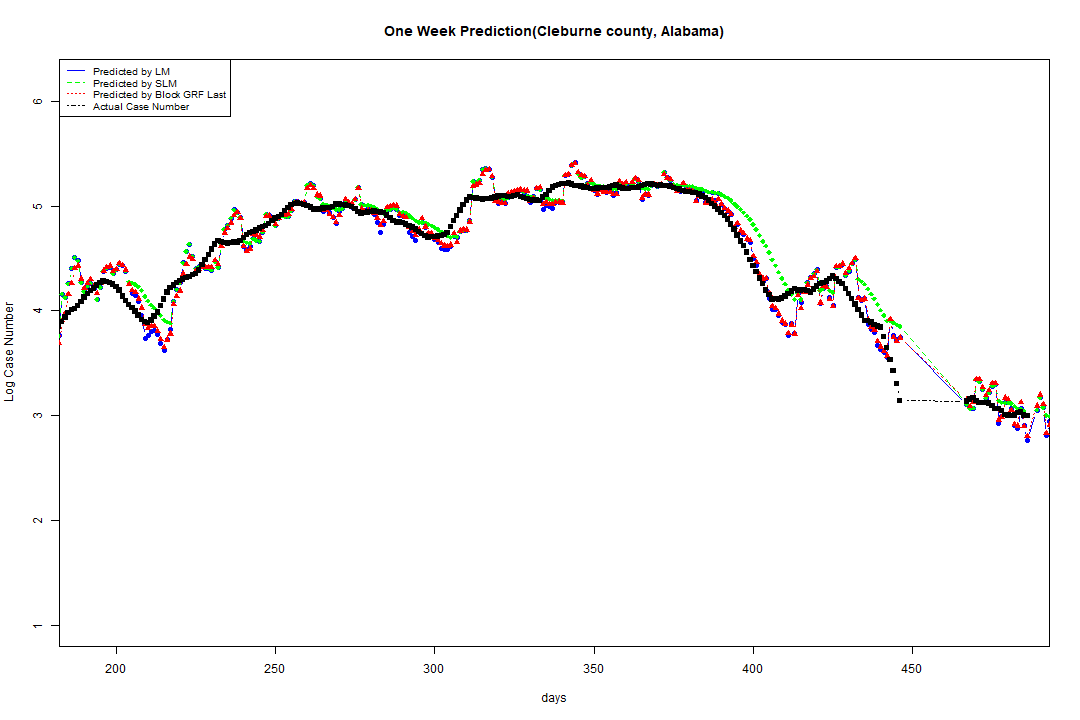 One Week Prediction(Cleburne county, Alabama)
Predicted by LM
Predicted by SLM
Predicted by Block GRF Last
Actual Case Number
6
5
4
3
2
1
Log Case Number
200 250 300 350 400 450
days